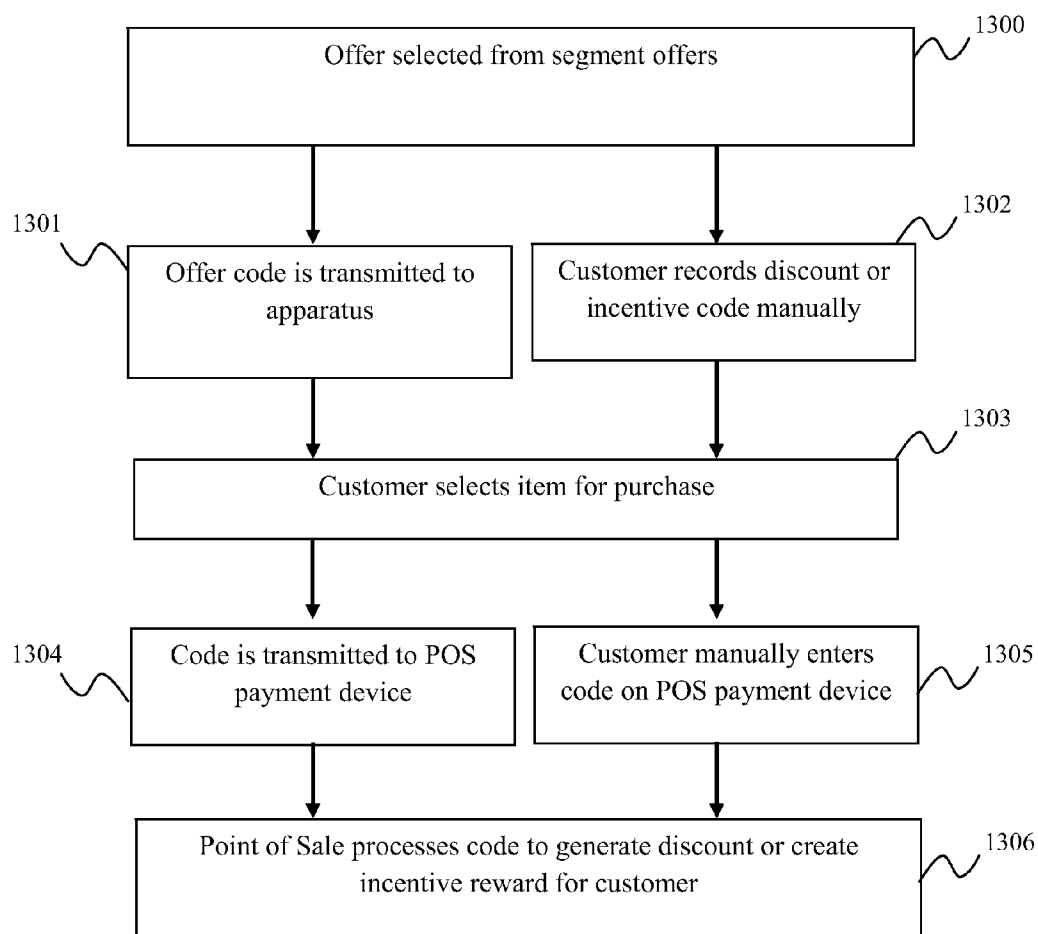 1300
Offer selected from segment offers
1301
1302
Offer code is transmitted to
apparatus
Customer records discount or
incentive code manually
1303
Customer selects item for purchase
1304
Code is transmitted to POS
payment device
Customer manually enters
code on POS payment device
1305
Point of Sale processes code to generate discount or create
incentive reward for customer
1306